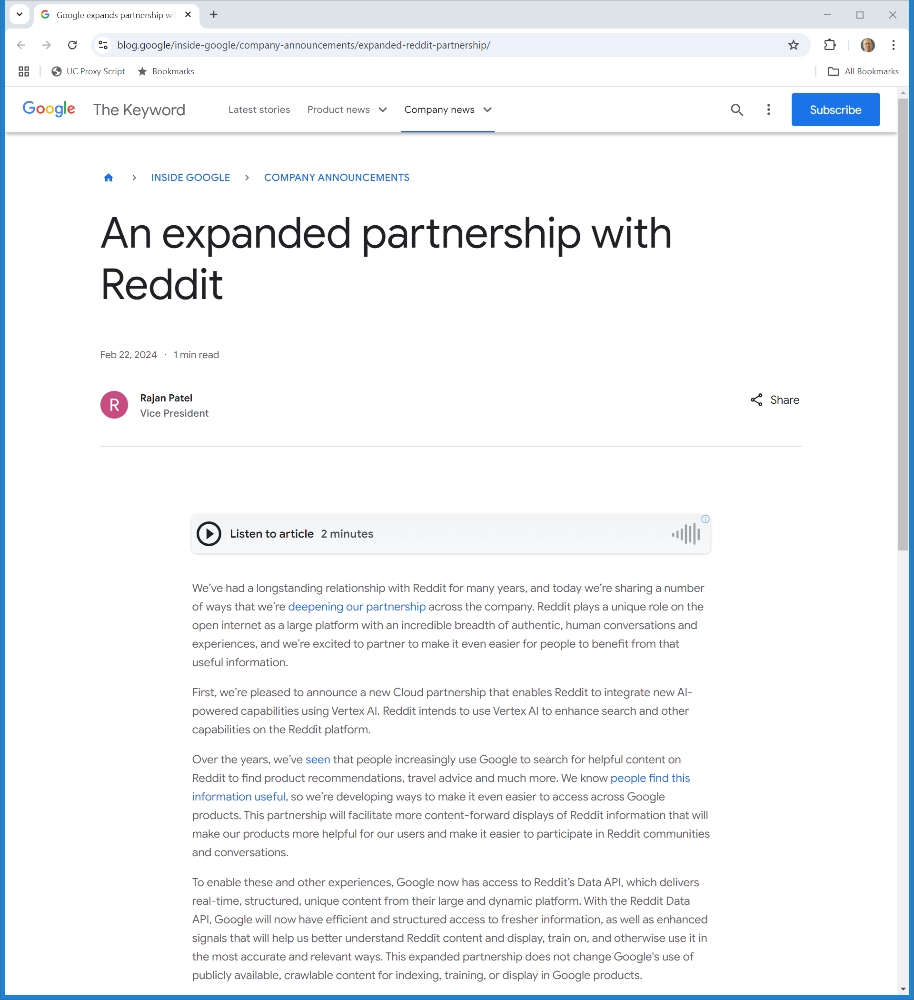 Google expands partnership wit
blog.google/inside-google/company-announcements/expanded-reddit-partnership/
UC Proxy Script
Bookmarks
All Bookmarks
Google The Keyword
Latest stories
Product news
Company news
Subscribe
INSIDE GOOGLE
COMPANY ANNOUNCEMENTS
An expanded partnership with
Reddit
Feb 22, 2024 · 1 min read
R
Rajan Patel
Vice President
Share
Listen to article 2 minutes
We’ve had a longstanding relationship with Reddit for many years, and today we’re sharing a number
of ways that we’re deepening our partnership across the company. Reddit plays a unique role on the
open internet as a large platform with an incredible breadth of authentic, human conversations and
experiences, and we’re excited to partner to make it even easier for people to benefit from that
useful information.
First, we’re pleased to announce a new Cloud partnership that enables Reddit to integrate new AI-
powered capabilities using Vertex AI. Reddit intends to use Vertex AI to enhance search and other
capabilities on the Reddit platform.
Over the years, we’ve seen that people increasingly use Google to search for helpful content on
Reddit to find product recommendations, travel advice and much more. We know people find this
information useful, so we’re developing ways to make it even easier to access across Google
products. This partnership will facilitate more content-forward displays of Reddit information that will
make our products more helpful for our users and make it easier to participate in Reddit communities
and conversations.
To enable these and other experiences, Google now has access to Reddit’s Data API, which delivers
real-time, structured, unique content from their large and dynamic platform. With the Reddit Data
API, Google will now have efficient and structured access to fresher information, as well as enhanced
signals that will help us better understand Reddit content and display, train on, and otherwise use it in
the most accurate and relevant ways. This expanded partnership does not change Google's use of
publicly available, crawlable content for indexing, training, or display in Google products.